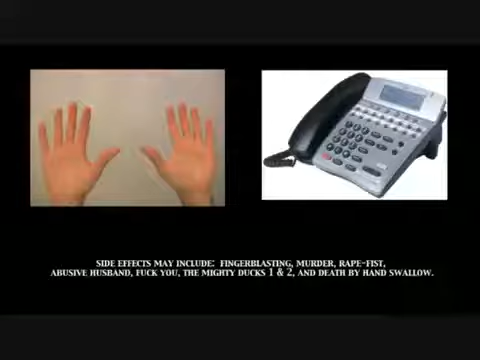 SIDE EFFECTS MAY INCLUDE: FINGERBLASTING, MURDER, RAPE-FIST,
ABUSIVE HUSBAND, FUCK YOU, THE MIGHTY DUCKS 1 & 2, AND DEATH BY HAND SWALLOW.